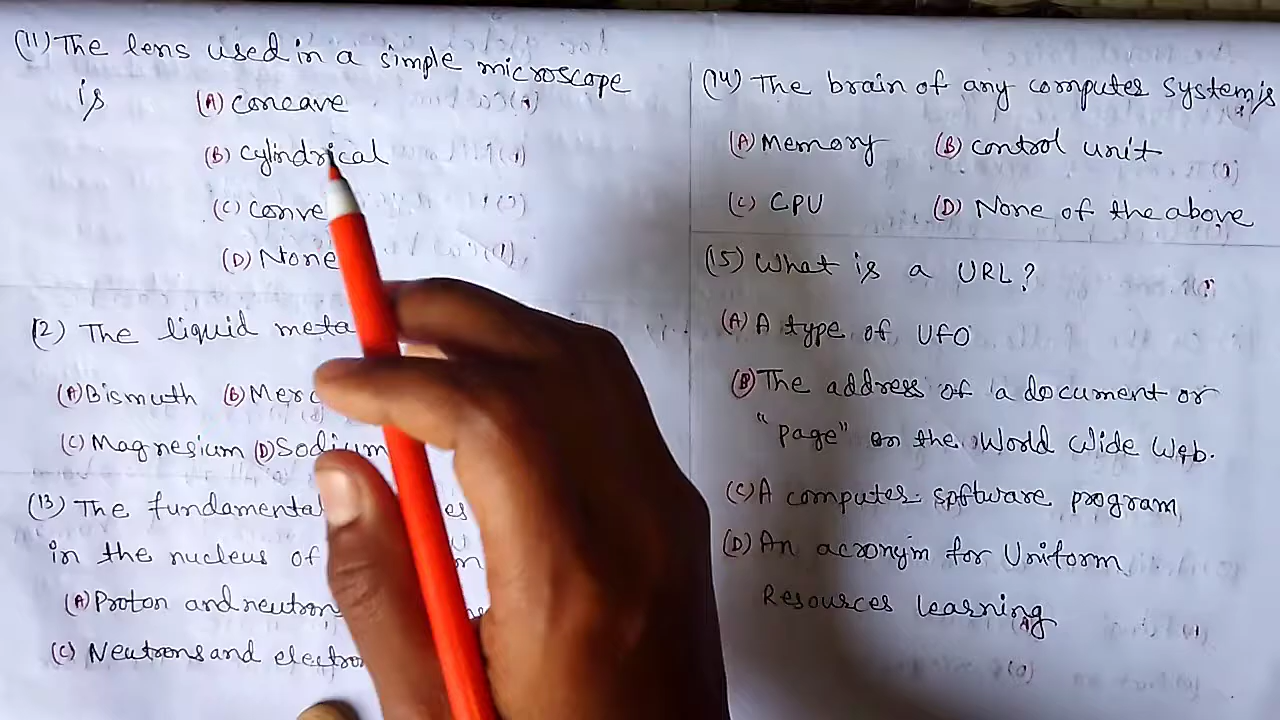 (11) The lens used in a simple microscope
is (A) concave
(B) cylindrical
(C) Conve
(D) None
(2) The liquid meta
(A) Bismuth (B) Merc
(C) Magnesium (D) Sodium
(13) The fundamental es
in the nucleus of
(A) Proton and neutron
(C) Neutrons and electron
(14) The brain of any computer system is
(A) Memory (B) control unit
(C) CPU (D) None of the above
(15) What is a URL?
(A) A type of UFO
(B) The address of a document or
"page" on the World Wide Web.
(C) A computer software program
(D) An acronym for Uniform
Resources learning